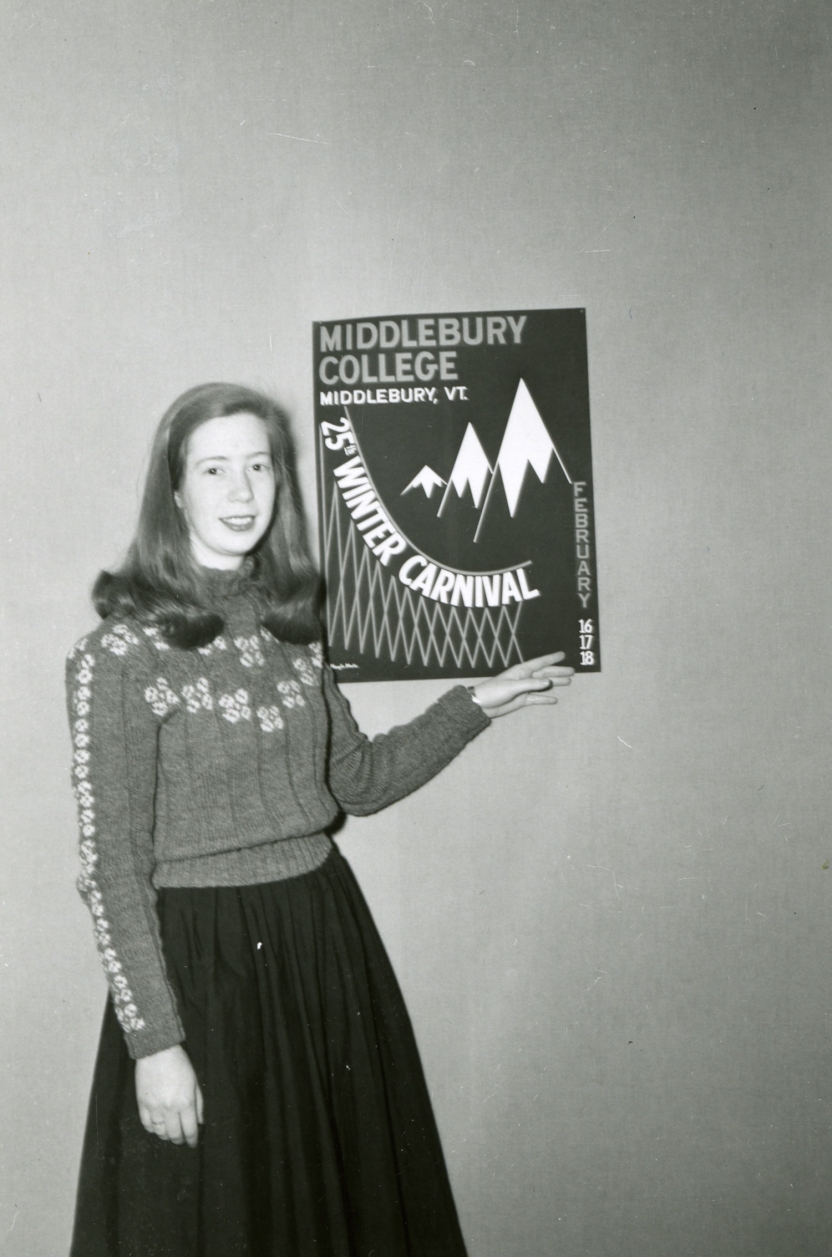 MIDDLEBURY
COLLEGE
MIDDLEBURY, VT.
25th WINTER CARNIVAL
FEBRUARY
16
17
18